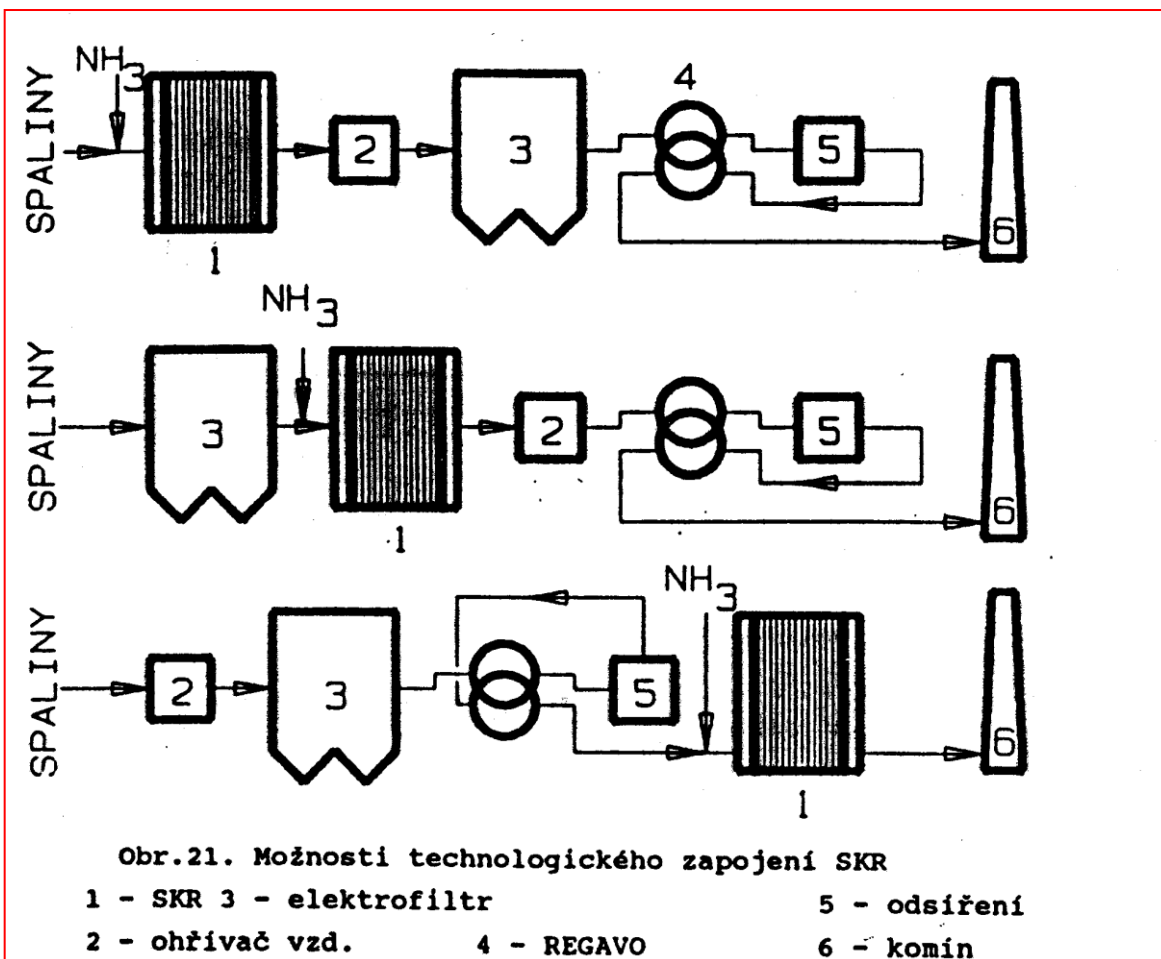 NH3
SPALINY
4
2
3
5
6
1
NH3
SPALINY
3
2
5
6
1
NH3
SPALINY
2
3
5
6
1
Obr.21. Možnosti technologického zapojení SKR
1 - SKR 3 - elektrofiltr 5 - odsíření
2 - ohřívač vzd. 4 - REGAVO 6 - komín